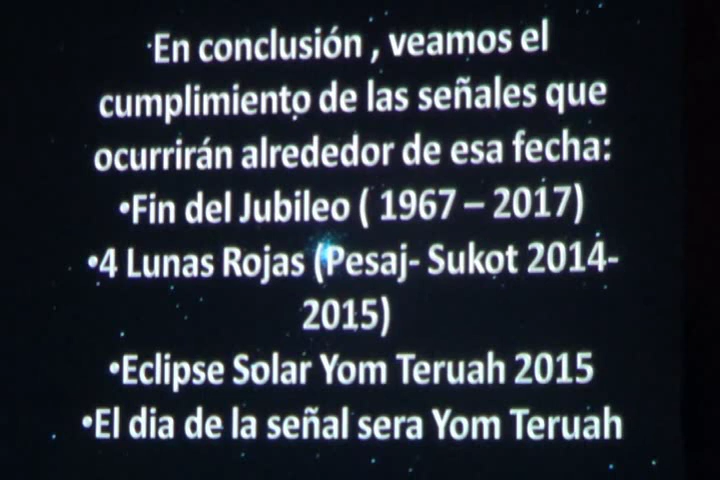 •En conclusión , veamos el
cumplimiento de las señales que
ocurrirán alrededor de esa fecha:
•Fin del Jubileo ( 1967 – 2017)
•4 Lunas Rojas (Pesaj- Sukot 2014-
2015)
•Eclipse Solar Yom Teruah 2015
•El dia de la señal sera Yom Teruah